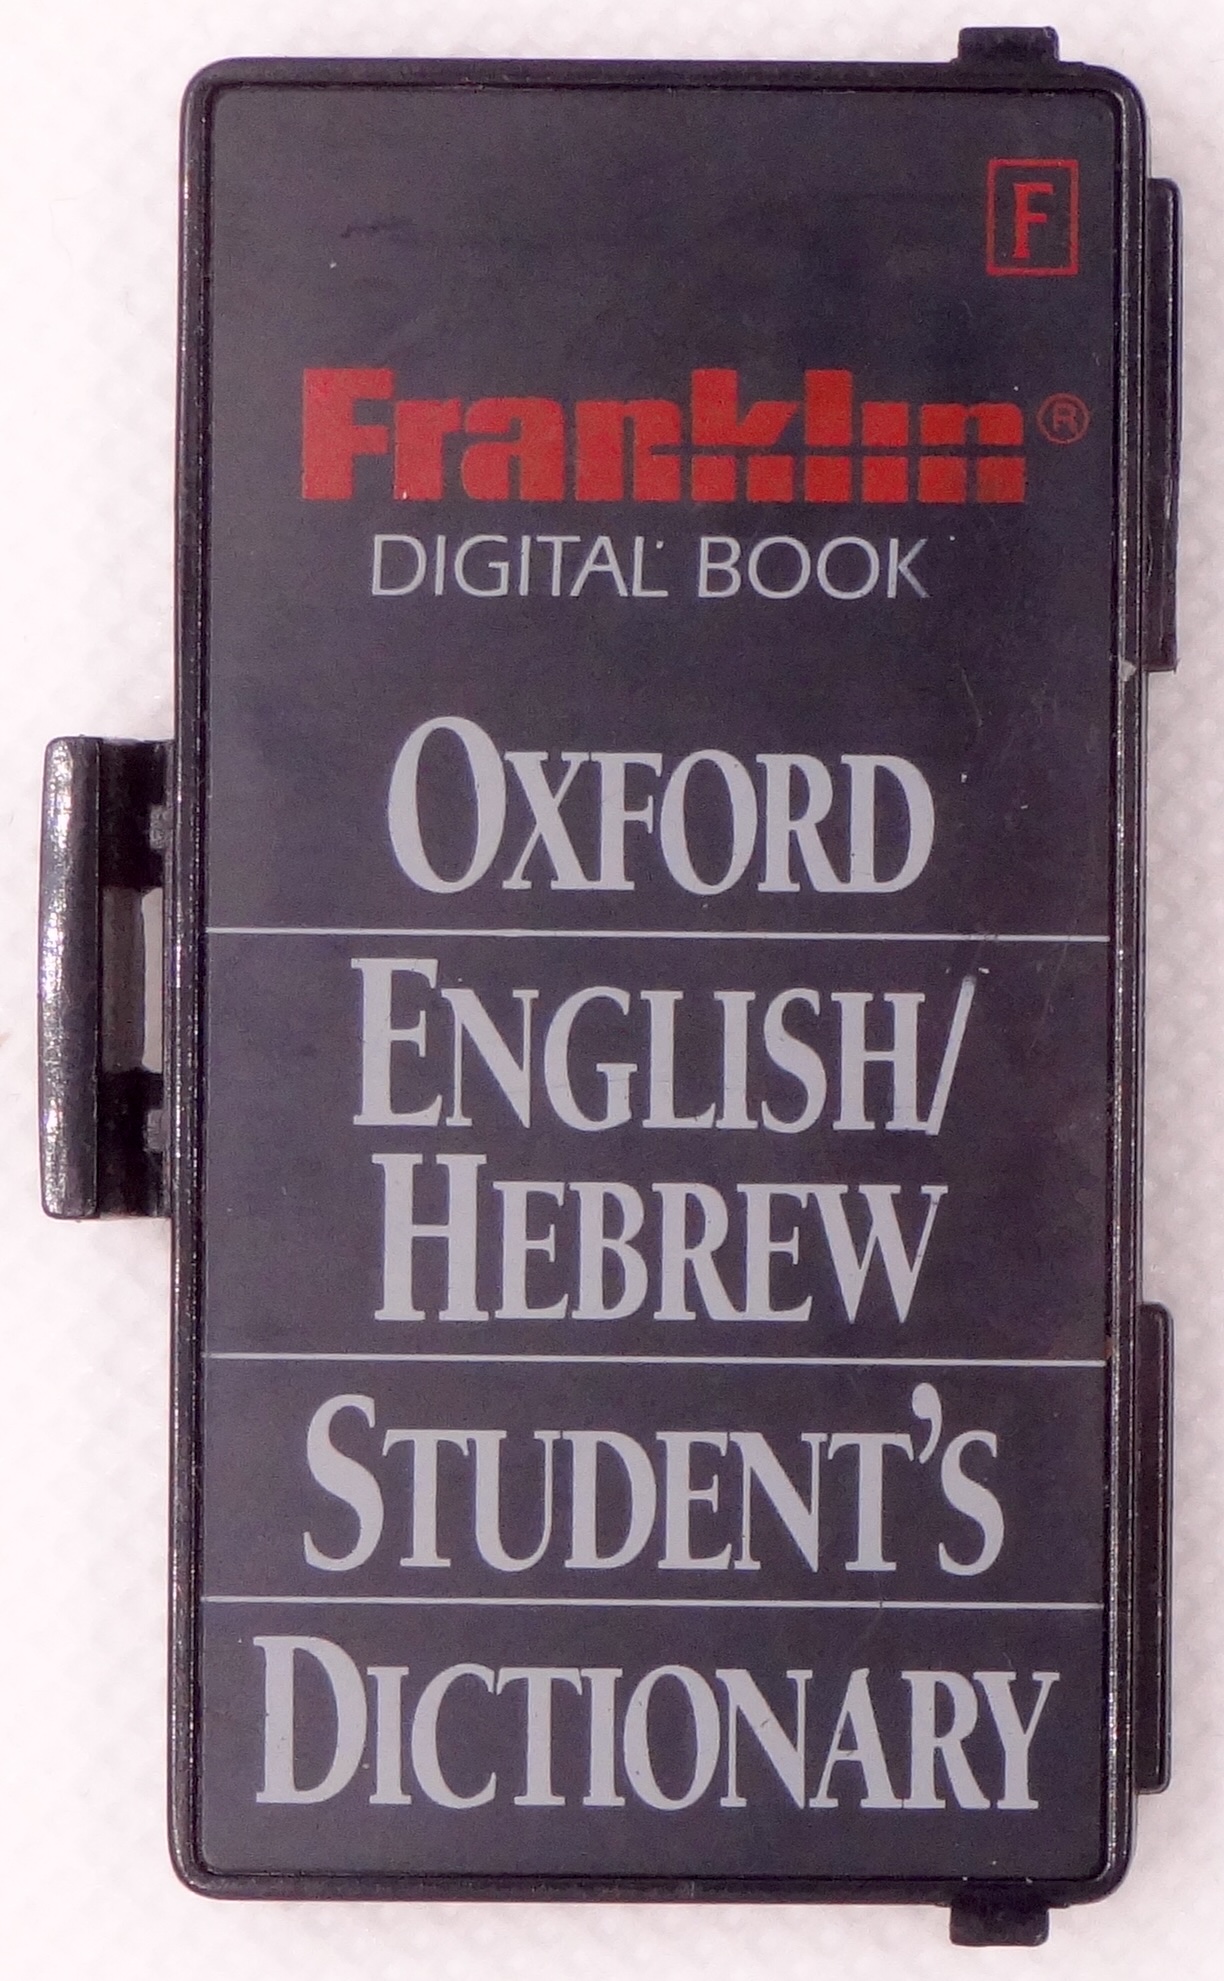 F
Franklin®
DIGITAL BOOK
OXFORD
ENGLISH/
HEBREW
STUDENT'S
DICTIONARY